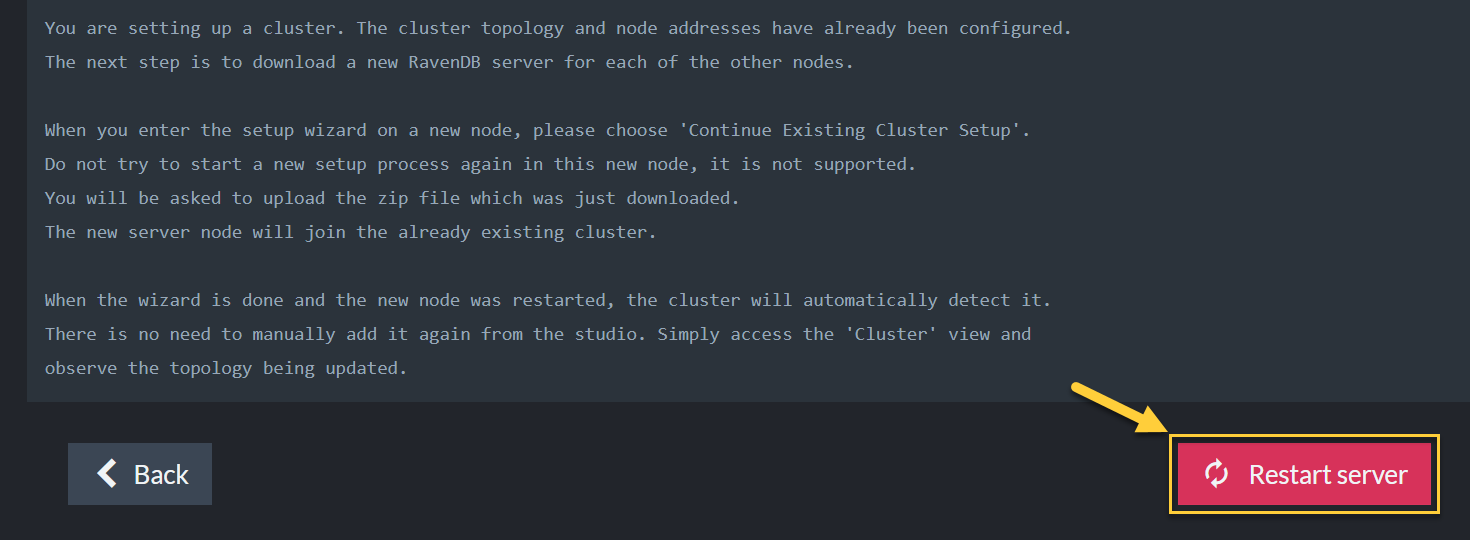 You are setting up a cluster. The cluster topology and node addresses have already been configured.
The next step is to download a new RavenDB server for each of the other nodes.
When you enter the setup wizard on a new node, please choose 'Continue Existing Cluster Setup'.
Do not try to start a new setup process again in this new node, it is not supported.
You will be asked to upload the zip file which was just downloaded.
The new server node will join the already existing cluster.
When the wizard is done and the new node was restarted, the cluster will automatically detect it.
There is no need to manually add it again from the studio. Simply access the 'Cluster' view and
observe the topology being updated.
Back
Restart server